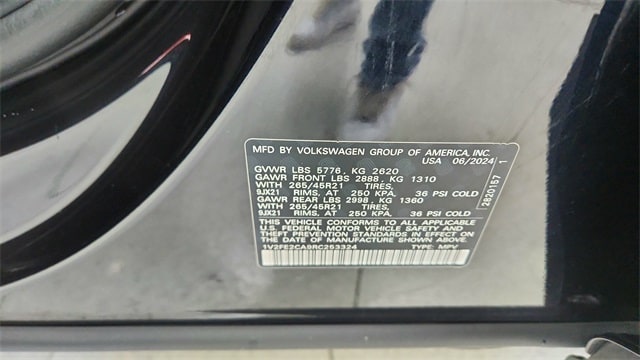 MFD BY VOLKSWAGEN GROUP OF AMERICA, INC.
USA 06/2024
GVWR LBS 5776, KG 2620
GAWR FRONT LBS 2888, KG 1310
WITH 265/45R21 TIRES,
9JX21 RIMS, AT 250 KPA, 36 PSI COLD
GAWR REAR LBS 2998, KG 1360
WITH 265/45R21 TIRES,
9JX21 RIMS, AT 250 KPA, 36 PSI COLD
THIS VEHICLE CONFORMS TO ALL APPLICABLE
U.S. FEDERAL MOTOR VEHICLE SAFETY AND
THEFT PREVENTION STANDARDS IN EFFECT ON
THE DATE OF MANUFACTURE SHOWN ABOVE
1V2FE2CA9RC253324 TYPE: MPV
2820157